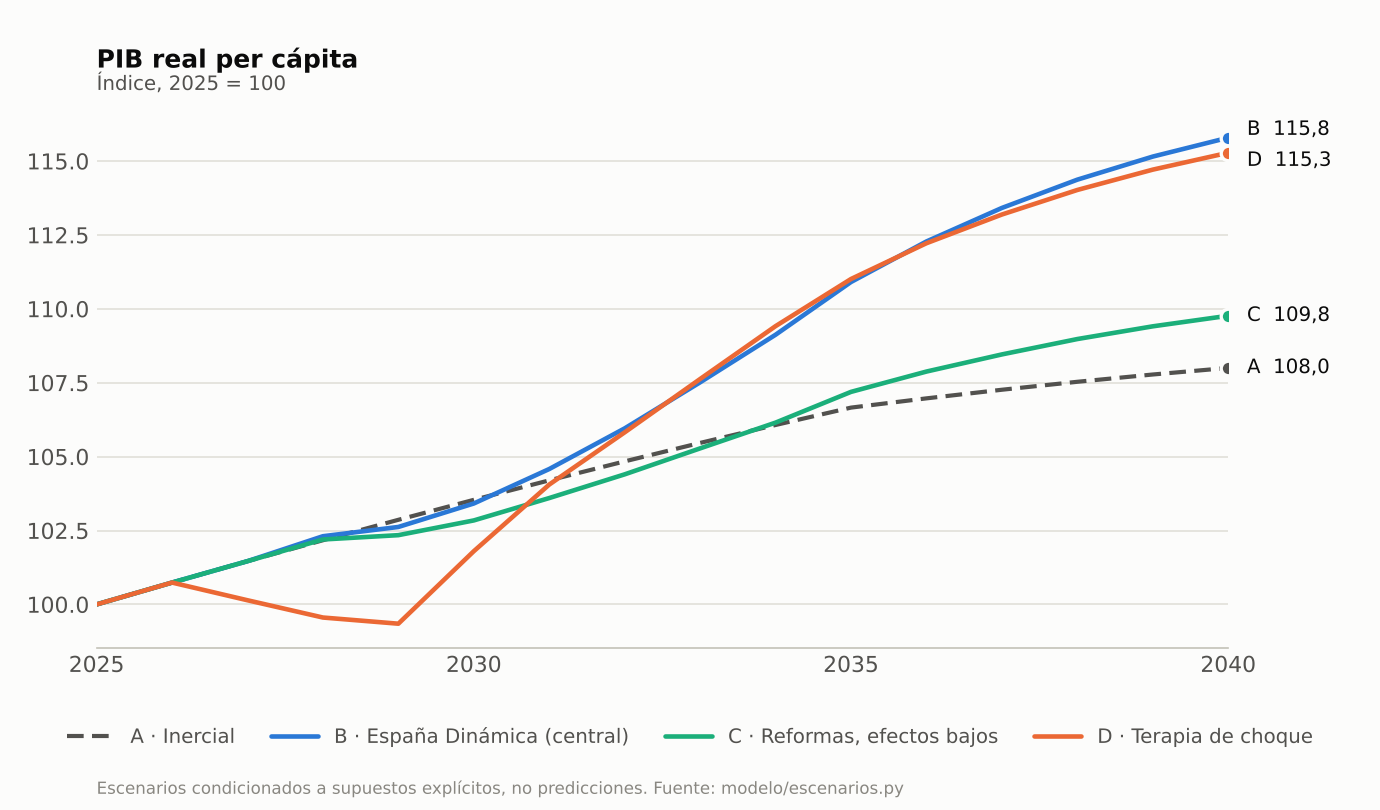 PIB real per cápita
Índice, 2025 = 100
B 115,8
115.0
D 115,3
112.5
110.0
C 109,8
107.5
A 108,0
105.0
102.5
100.0
2025 2030 2035 2040
A · Inercial B · España Dinámica (central) C · Reformas, efectos bajos D · Terapia de choque
Escenarios condicionados a supuestos explícitos, no predicciones. Fuente: modelo/escenarios.py